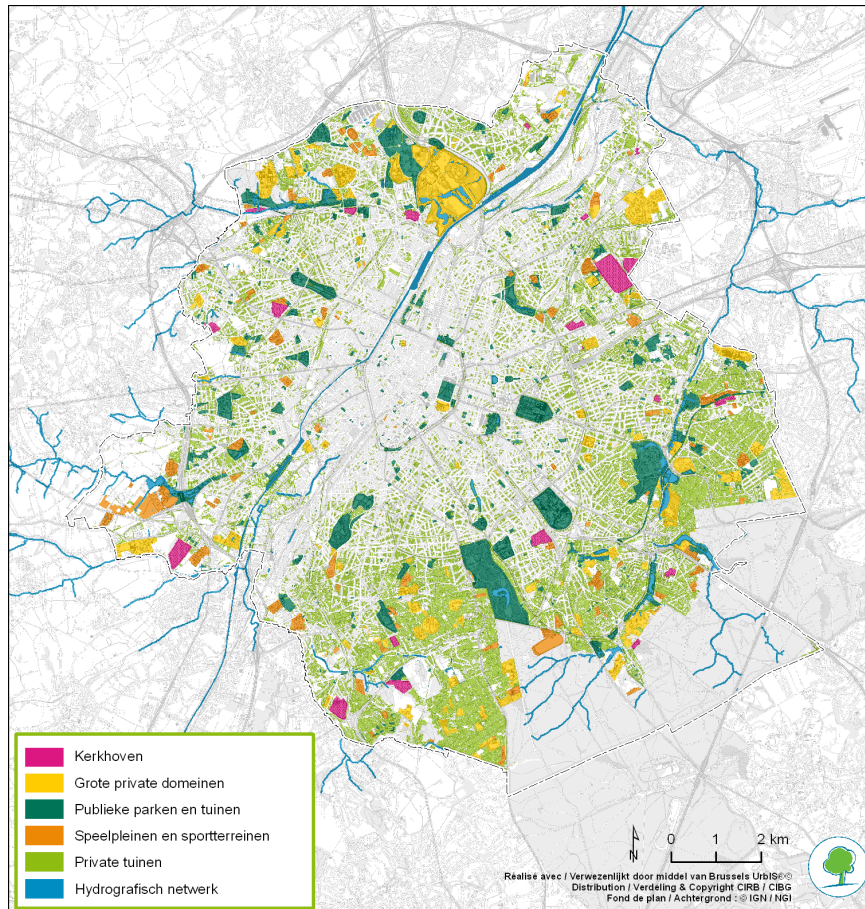 Kerkhoven
Grote private domeinen
Publieke parken en tuinen
Speelpleinen en sportterreinen
Private tuinen
Hydrografisch netwerk
N
0 1 2 km
Réalisé avec / Verwezenlijkt door middel van Brussels UrbIS®©
Distribution / Verdeling & Copyright CIRB / CIBG
Fond de plan / Achtergrond : © IGN / NGI